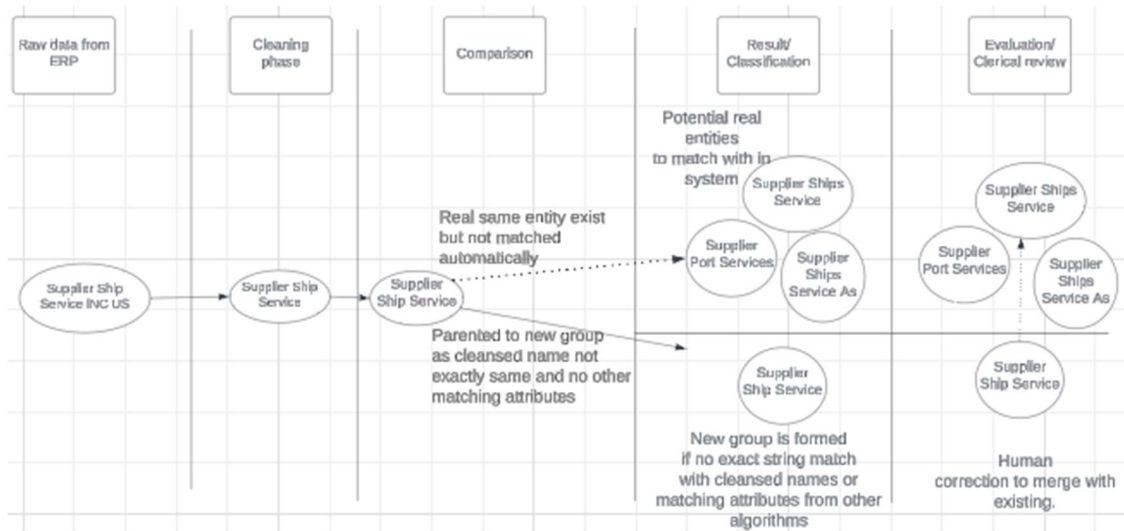 Raw data from
ERP
Cleaning
phase
Comparison
Result/
Classification
Evaluation/
Clerical review
Potential real
entities
to match with in
system
Supplier Ships
Service
Supplier
Port Services
Supplier
Ships
Service As
Supplier Ships
Service
Supplier
Port Services
Supplier
Ships
Service As
Real same entity exist
but not matched
automatically
Supplier Ship
Service INC US
Supplier Ship
Service
Supplier
Ship Service
Parented to new group
as cleansed name not
exactly same and no other
matching attributes
Supplier
Ship Service
Supplier
Ship Service
New group is formed
if no exact string match
with cleansed names or
matching attributes from other
algorithms
Human
correction to merge with
existing.